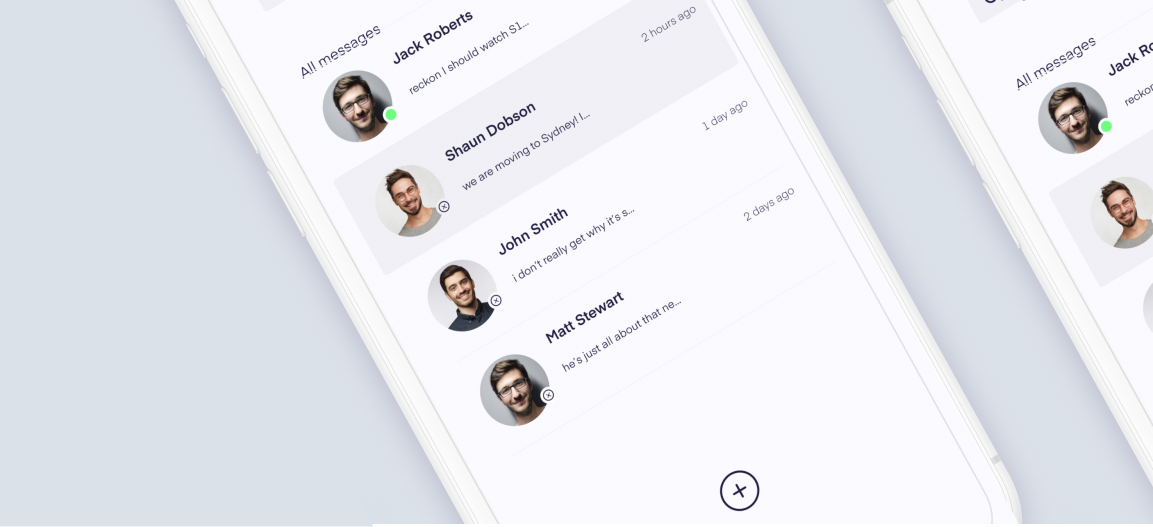 All messages
Jack Roberts
reckon I should watch S1...
2 hours ago
Shaun Dobson
we are moving to Sydney! I...
1 day ago
John Smith
i don't really get why it's s...
2 days ago
Matt Stewart
he's just all about that ne...
All messages
Jack Ro
reckon